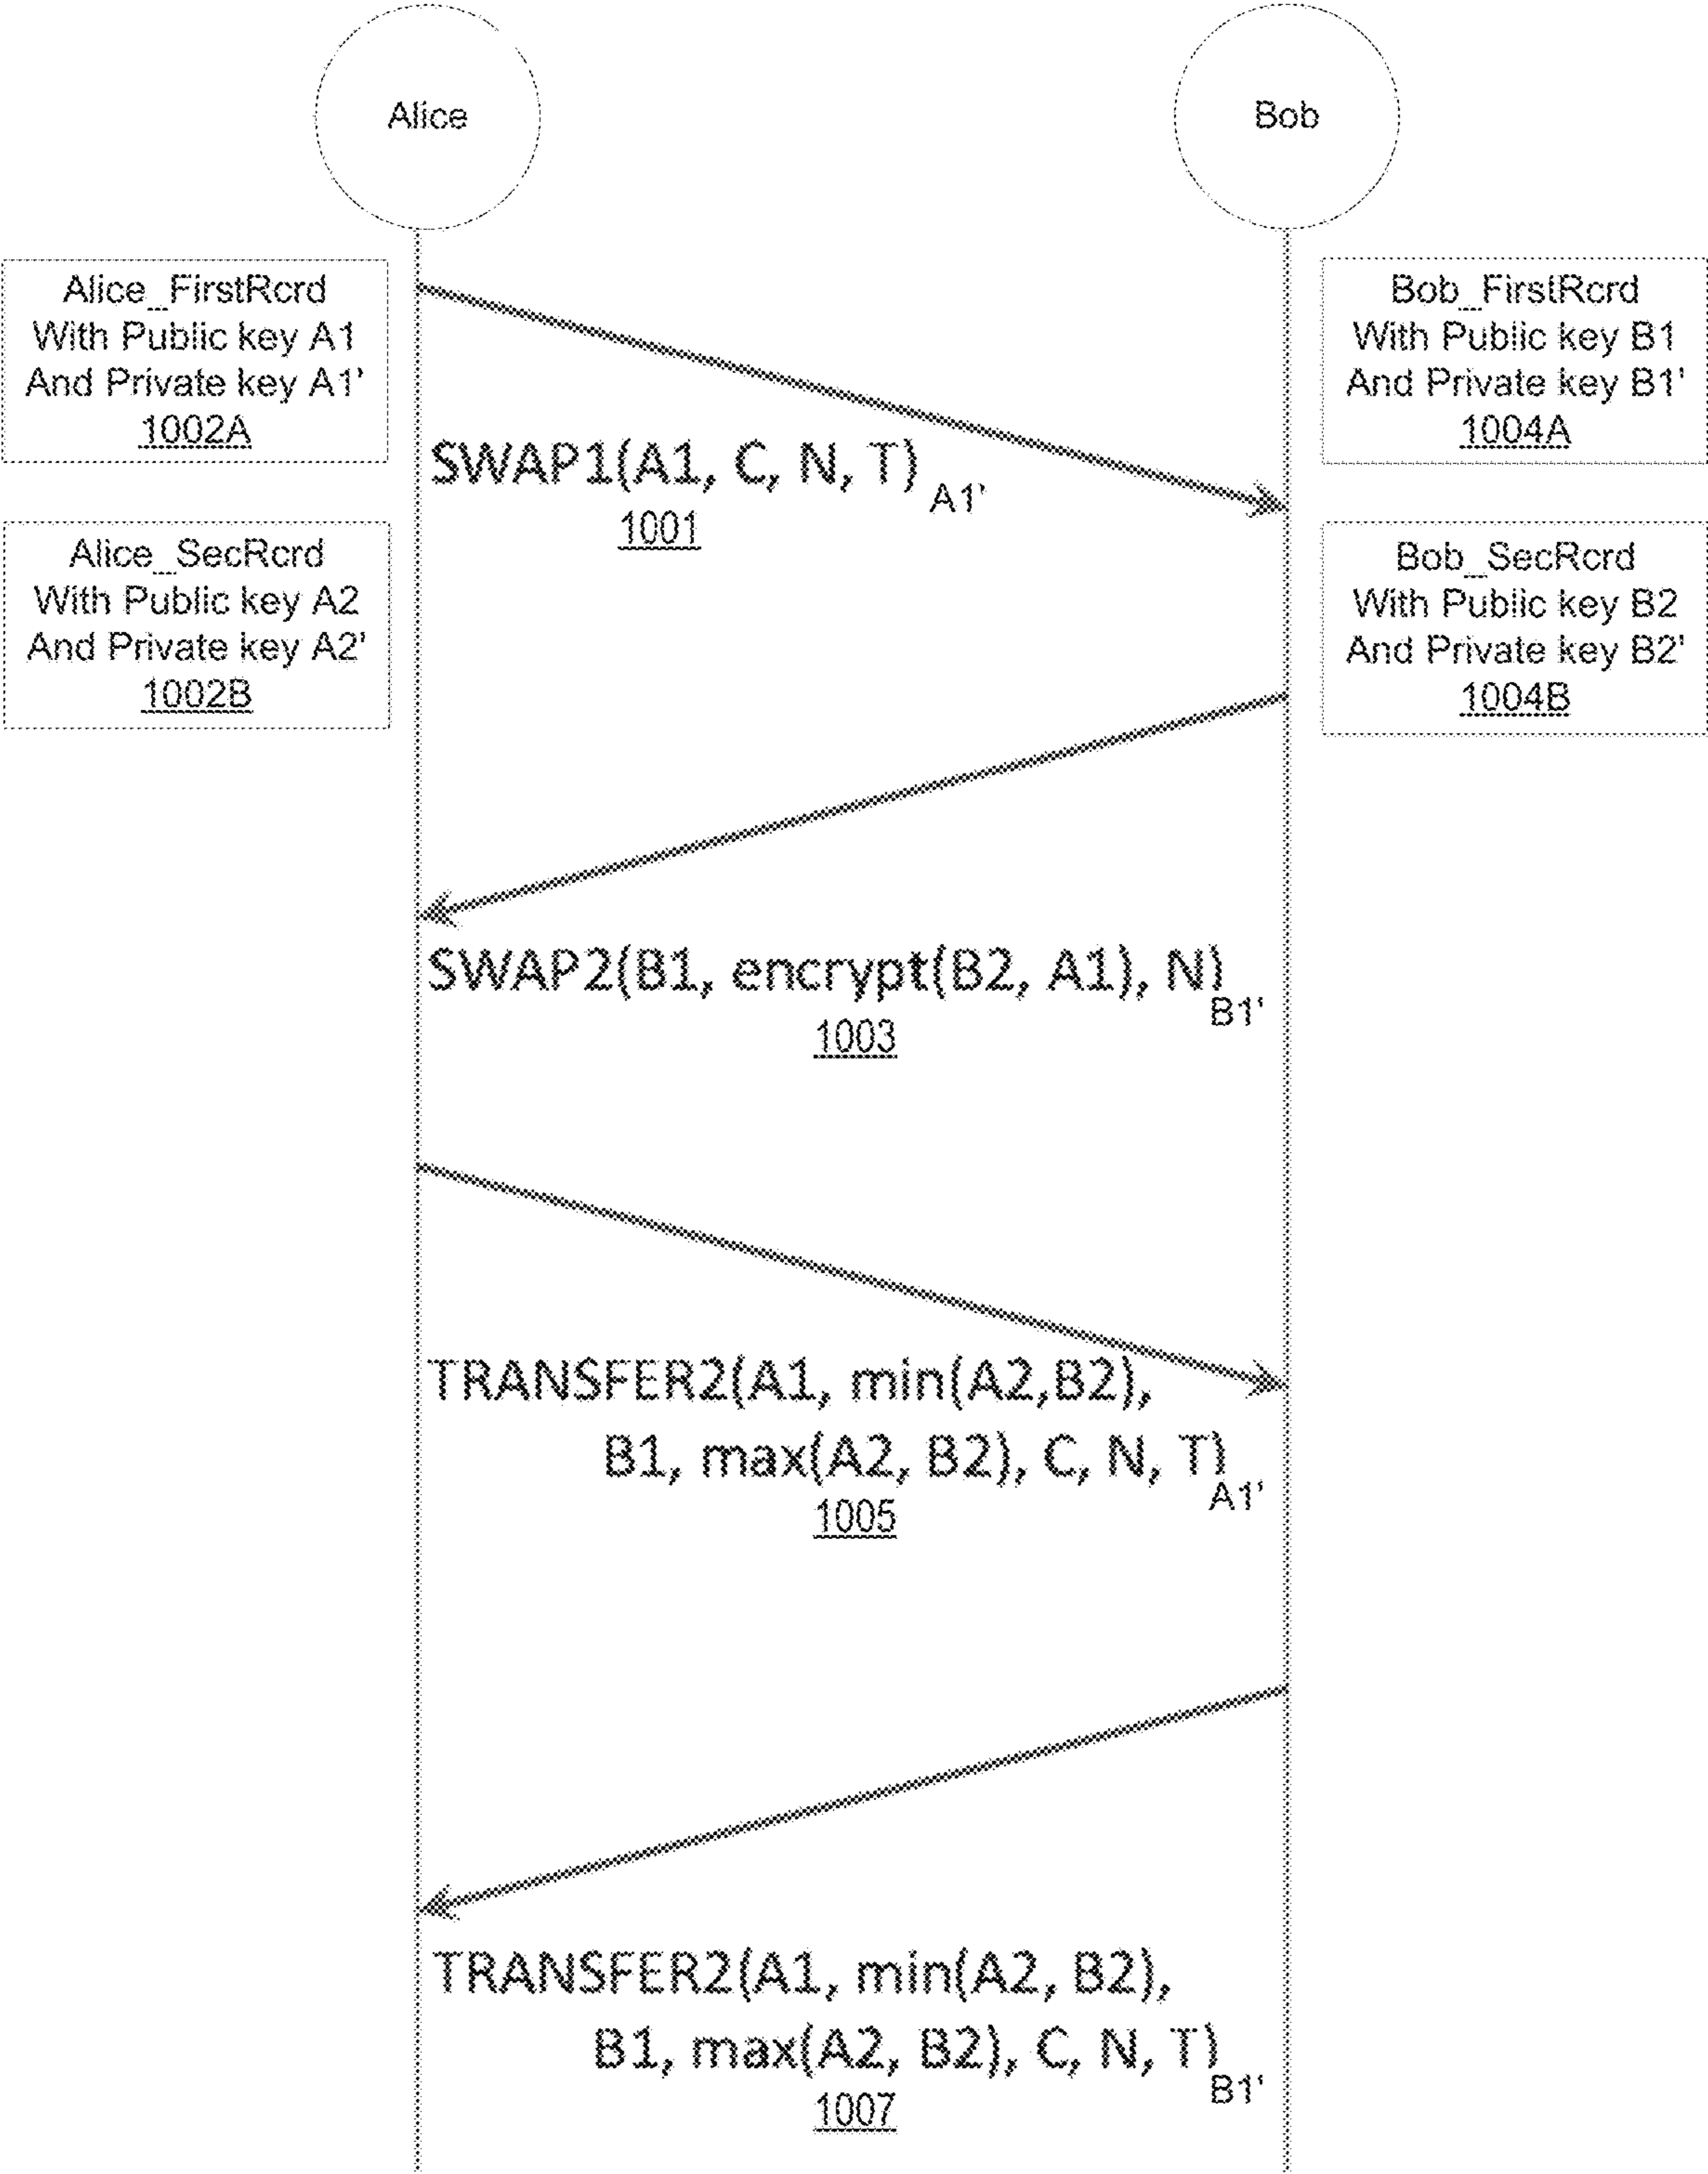 Alice
Bob
Alice_FirstRcrd
With Public key A1
And Private key A1'
1002A
Bob_FirstRcrd
With Public key B1
And Private key B1'
1004A
SWAP1(A1, C, N, T)A1'
1001
Alice_SecRcrd
With Public key A2
And Private key A2'
1002B
Bob_SecRcrd
With Public key B2
And Private key B2'
1004B
SWAP2(B1, encrypt(B2, A1), N)B1'
1003
TRANSFER2(A1, min(A2,B2),
B1, max(A2, B2), C, N, T)A1'
1005
TRANSFER2(A1, min(A2, B2),
B1, max(A2, B2), C, N, T)B1'
1007